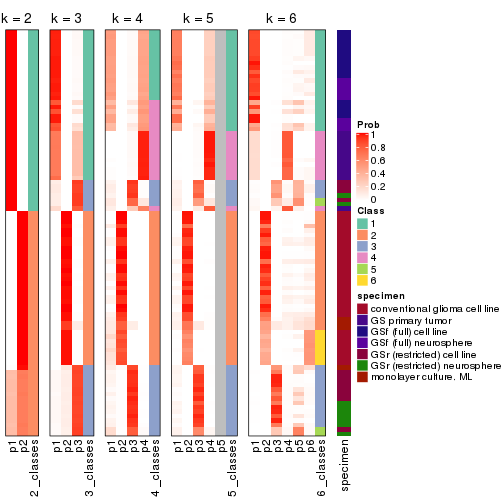 k = 2 k = 3 k = 4 k = 5 k = 6
Prob
1
0.8
0.6
0.4
0.2
0
Class
1
2
3
4
5
6
specimen
conventional glioma cell line
GS primary tumor
GSf (full) cell line
GSf (full) neurosphere
GSr (restricted) cell line
GSr (restricted) neurosphere
monolayer culture. ML
p1
p2
2_classes
p1
p2
p3
3_classes
p1
p2
p3
p4
4_classes
p1
p2
p3
p4
p5
5_classes
p1
p2
p3
p4
p5
p6
6_classes
specimen